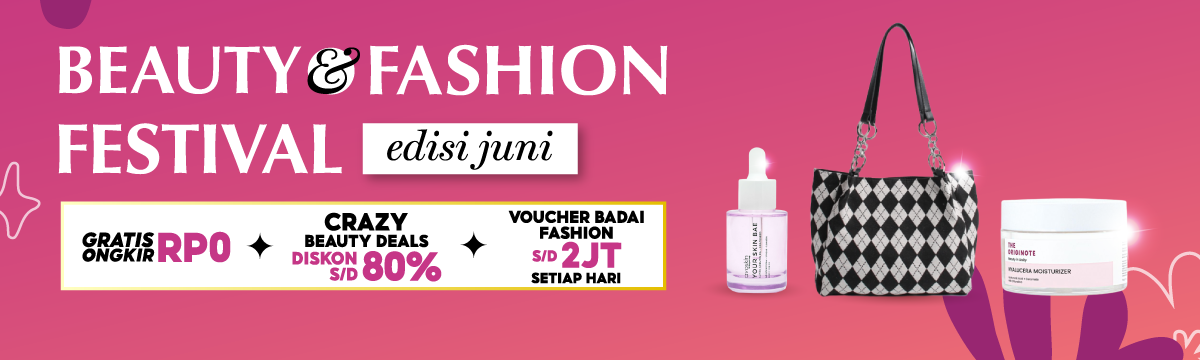 BEAUTY & FASHION
FESTIVAL edisi juni
GRATIS ONGKIR RP0
CRAZY
BEAUTY DEALS
DISKON S/D 80%
VOUCHER BADAI
FASHION
S/D 2JT
SETIAP HARI
YOUR SKIN BAE
THE
ORIGINOTE
HYALUCERA MOISTURIZER